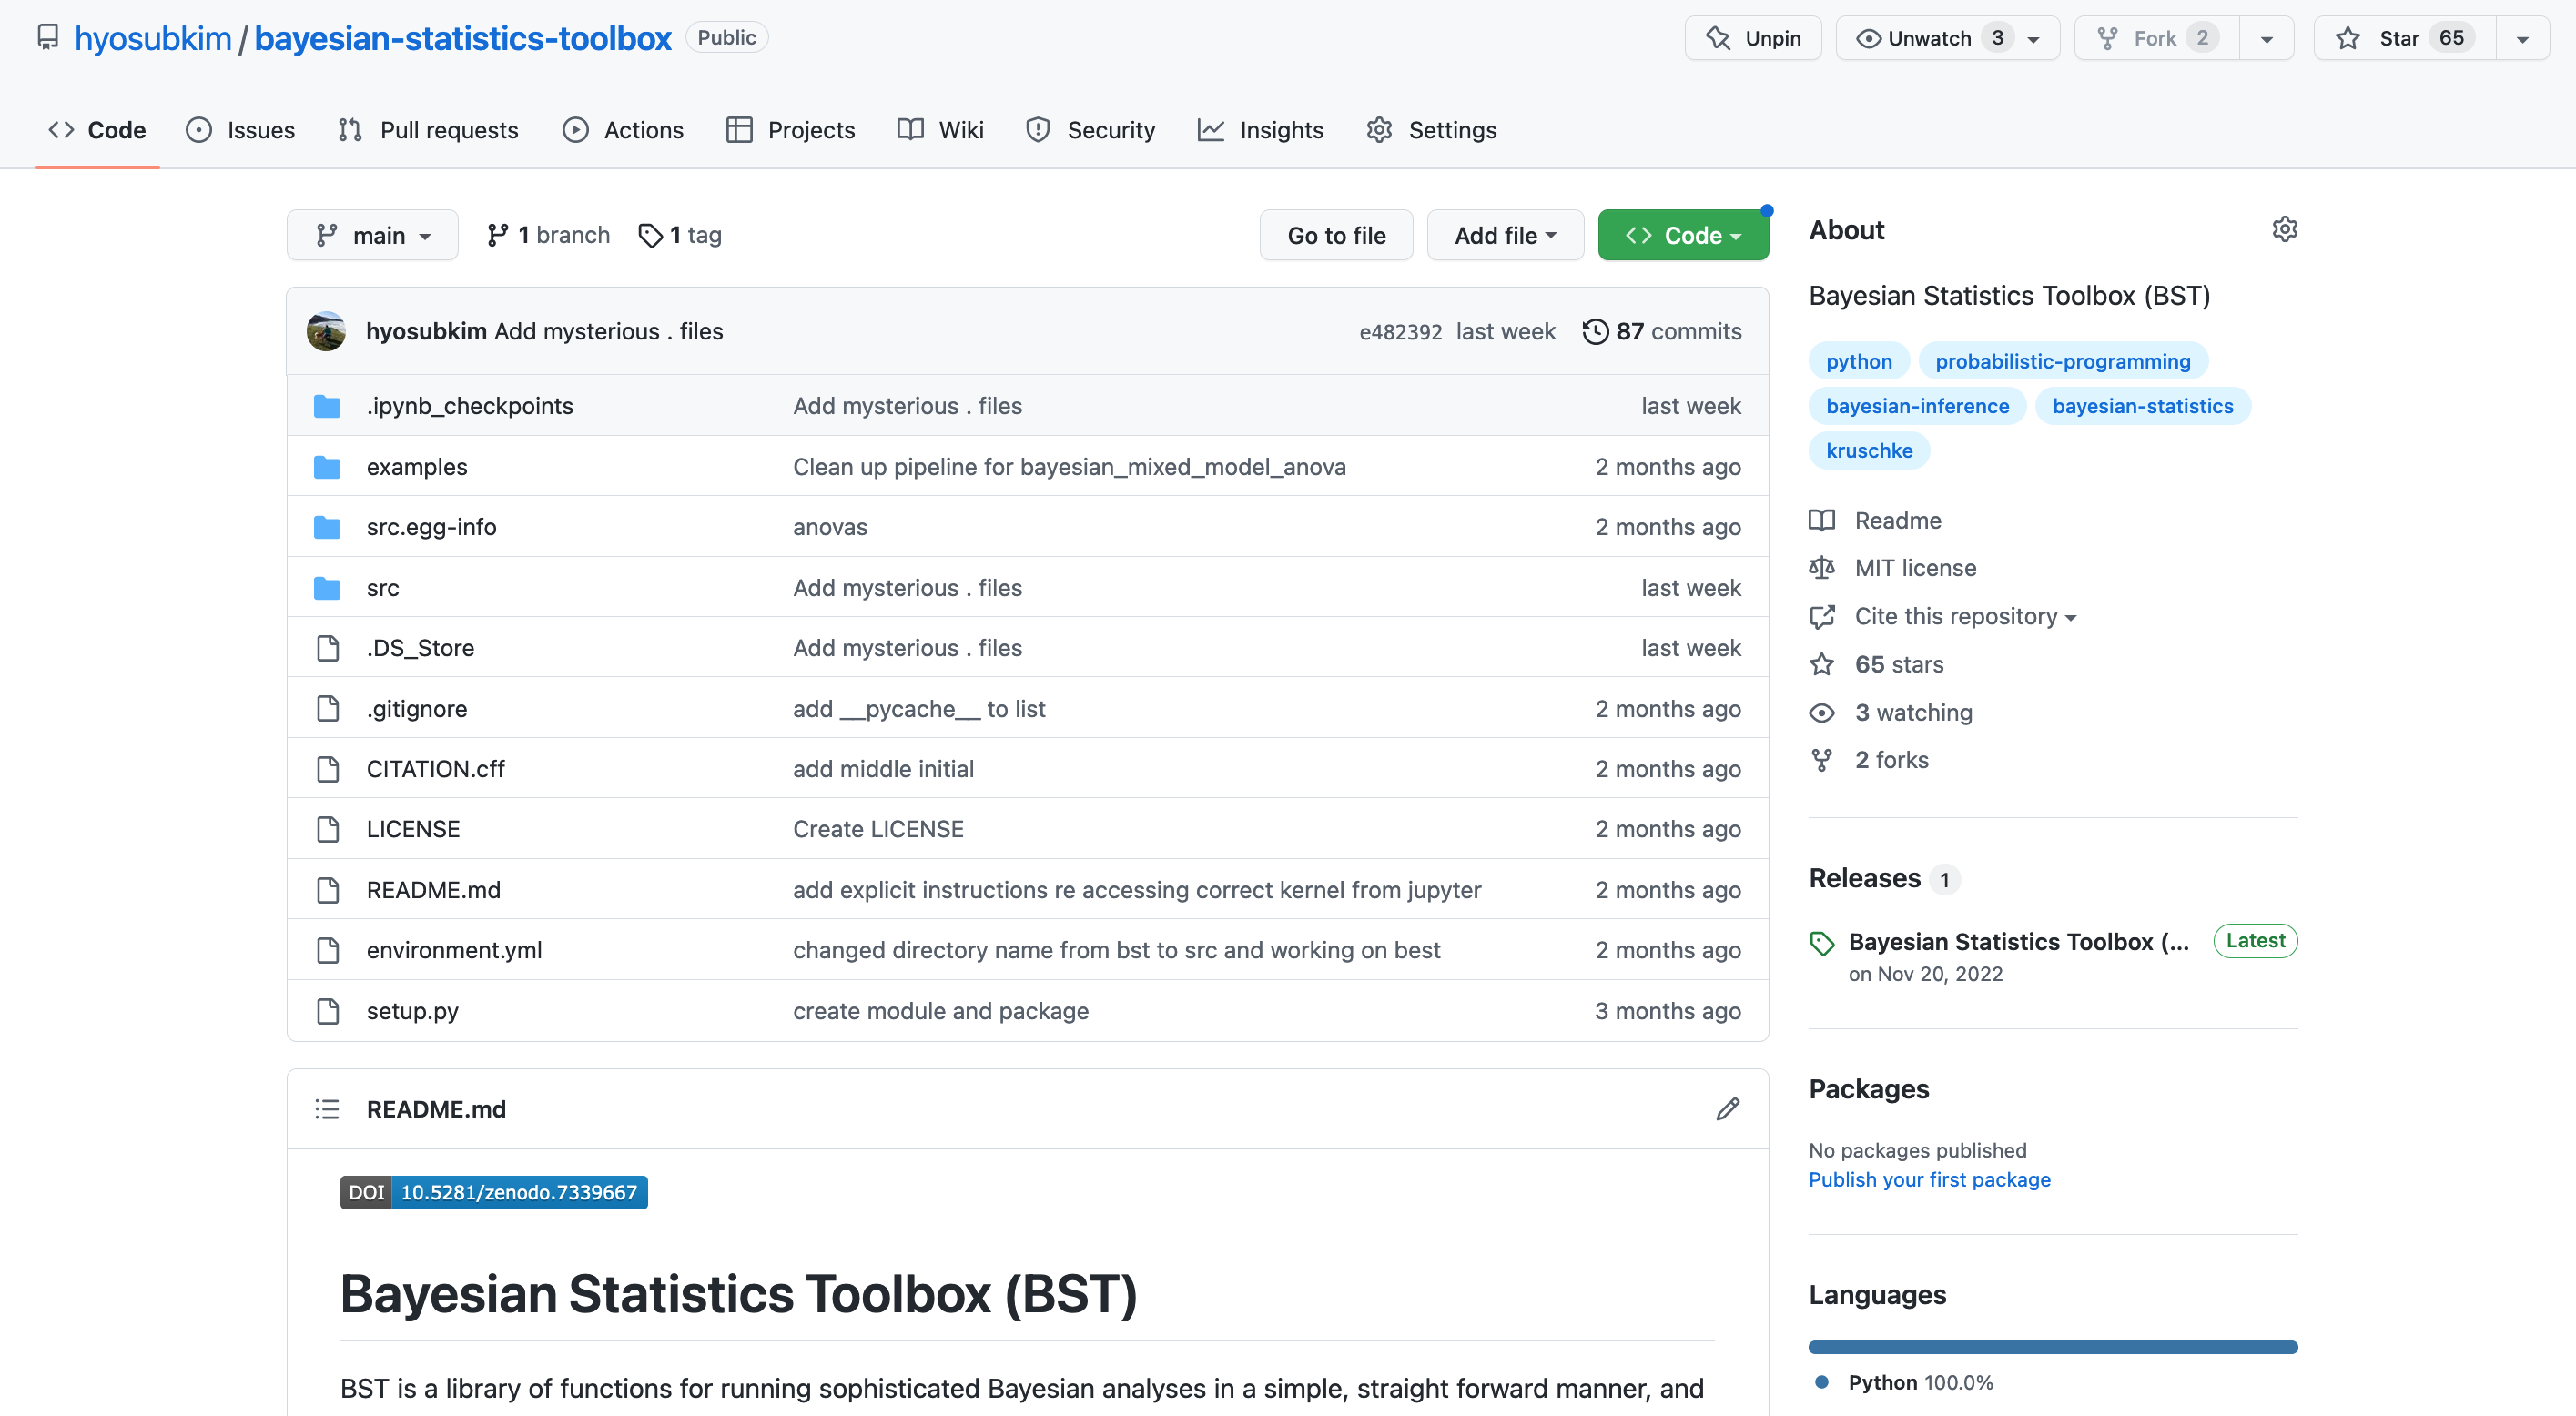 hyosubkim / bayesian-statistics-toolbox Public
Unpin Unwatch 3 Fork 2 Star 65
Code Issues Pull requests Actions Projects Wiki Security Insights Settings
main 1 branch 1 tag Go to file Add file Code
hyosubkim Add mysterious . files e482392 last week 87 commits
.ipynb_checkpoints Add mysterious . files last week
examples Clean up pipeline for bayesian_mixed_model_anova 2 months ago
src.egg-info anovas 2 months ago
src Add mysterious . files last week
.DS_Store Add mysterious . files last week
.gitignore add __pycache__ to list 2 months ago
CITATION.cff add middle initial 2 months ago
LICENSE Create LICENSE 2 months ago
README.md add explicit instructions re accessing correct kernel from jupyter 2 months ago
environment.yml changed directory name from bst to src and working on best 2 months ago
setup.py create module and package 3 months ago
README.md
DOI 10.5281/zenodo.7339667
Bayesian Statistics Toolbox (BST)
BST is a library of functions for running sophisticated Bayesian analyses in a simple, straight forward manner, and
About
Bayesian Statistics Toolbox (BST)
python probabilistic-programming
bayesian-inference bayesian-statistics
kruschke
Readme
MIT license
Cite this repository
65 stars
3 watching
2 forks
Releases 1
Bayesian Statistics Toolbox (... Latest
on Nov 20, 2022
Packages
No packages published
Publish your first package
Languages
Python 100.0%